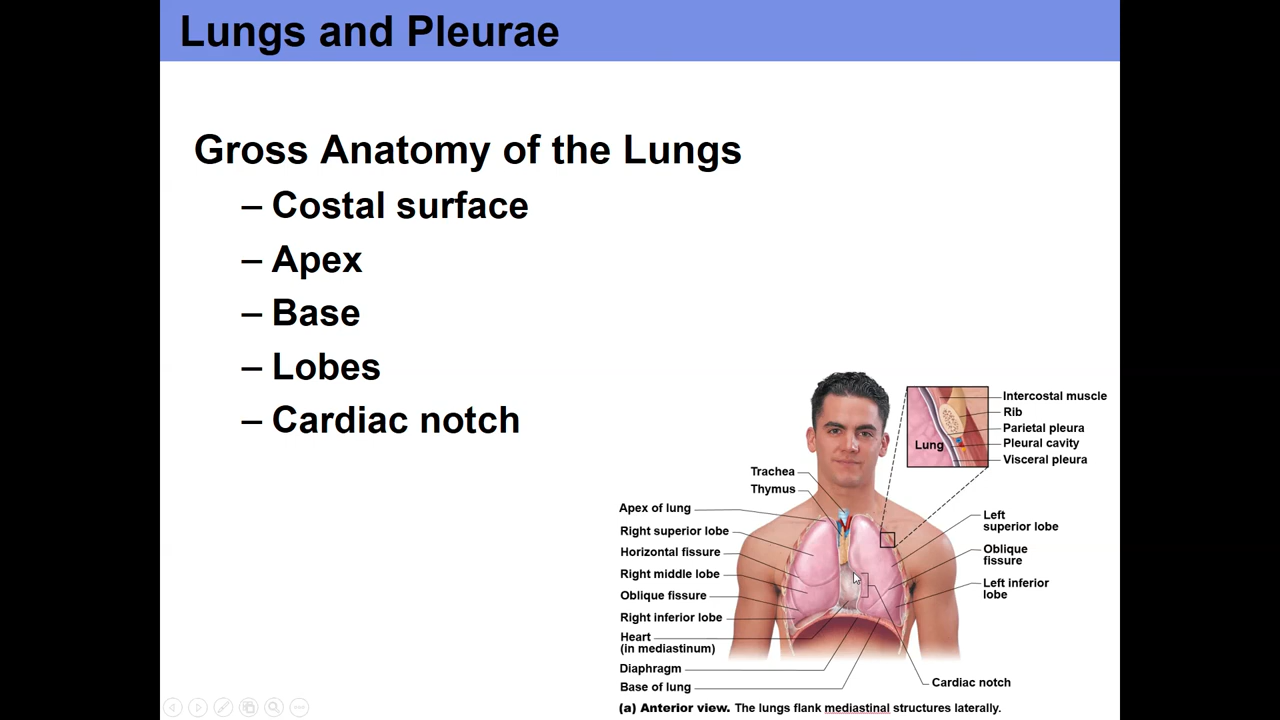 Lungs and Pleurae
Gross Anatomy of the Lungs
– Costal surface
– Apex
– Base
– Lobes
– Cardiac notch
Intercostal muscle
Rib
Parietal pleura
Pleural cavity
Visceral pleura
Lung
Trachea
Thymus
Apex of lung
Right superior lobe
Horizontal fissure
Right middle lobe
Oblique fissure
Right inferior lobe
Heart
(in mediastinum)
Diaphragm
Base of lung
Left
superior lobe
Oblique
fissure
Left inferior
lobe
Cardiac notch
(a) Anterior view. The lungs flank mediastinal structures laterally.